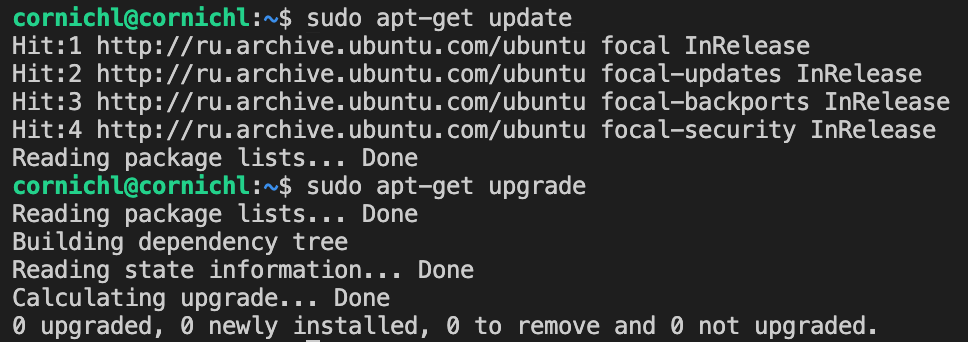 cornichl@cornichl:~$ sudo apt-get update
Hit:1 http://ru.archive.ubuntu.com/ubuntu focal InRelease
Hit:2 http://ru.archive.ubuntu.com/ubuntu focal-updates InRelease
Hit:3 http://ru.archive.ubuntu.com/ubuntu focal-backports InRelease
Hit:4 http://ru.archive.ubuntu.com/ubuntu focal-security InRelease
Reading package lists... Done
cornichl@cornichl:~$ sudo apt-get upgrade
Reading package lists... Done
Building dependency tree
Reading state information... Done
Calculating upgrade... Done
0 upgraded, 0 newly installed, 0 to remove and 0 not upgraded.